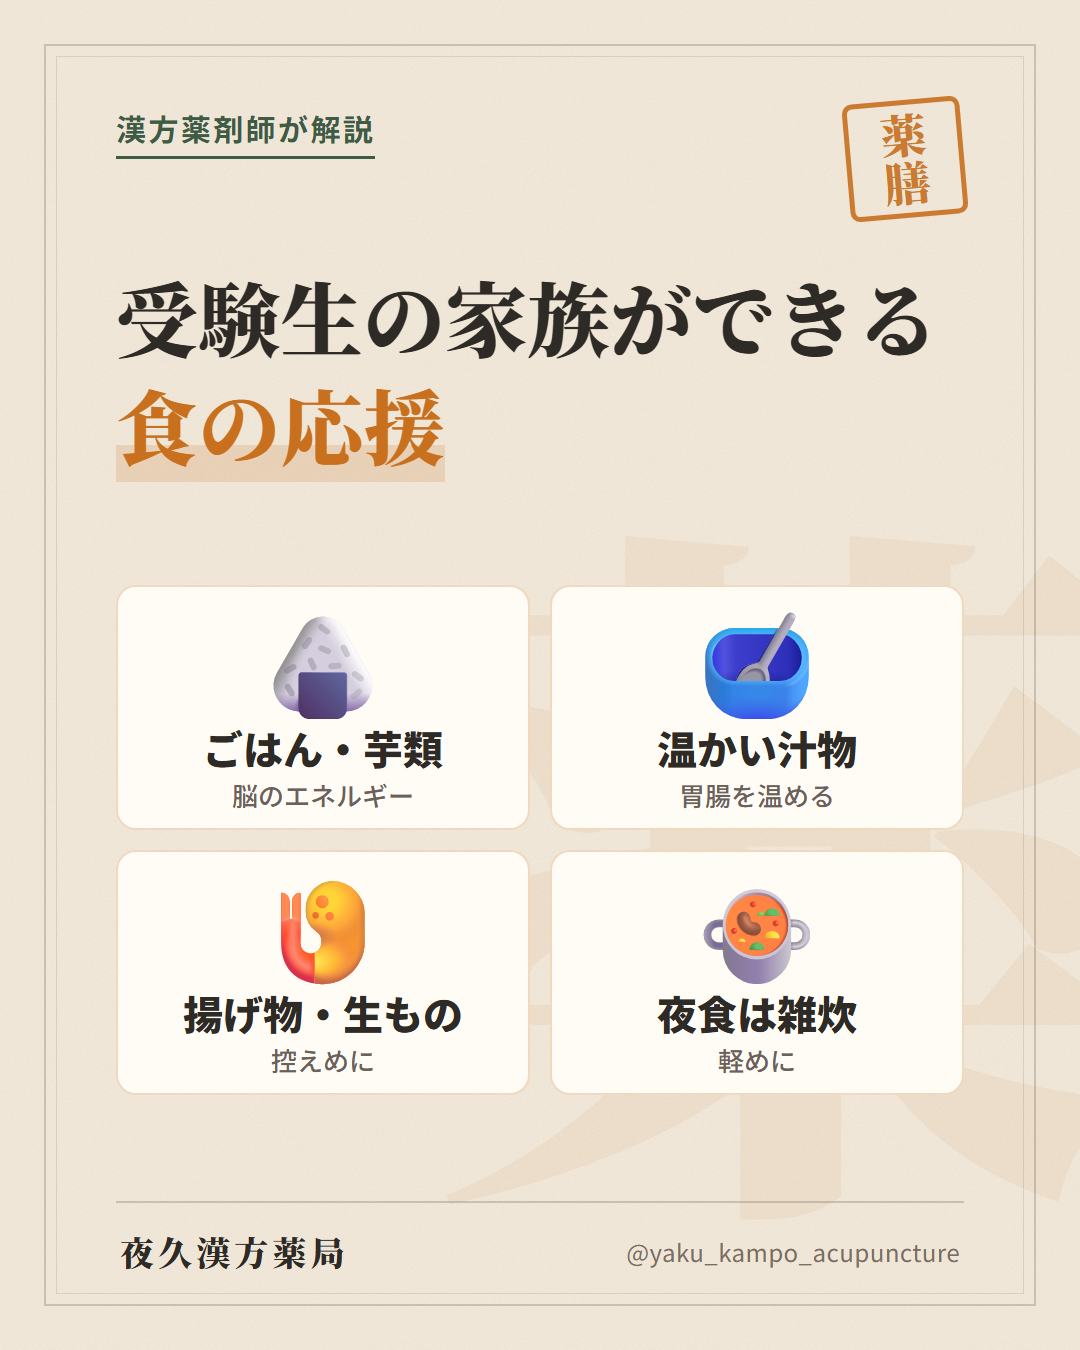 漢方薬剤師が解説
薬膳
受験生の家族ができる
食の応援
ごはん・芋類
脳のエネルギー
温かい汁物
胃腸を温める
揚げ物・生もの
控えめに
夜食は雑炊
軽めに
夜久漢方薬局
@yaku_kampo_acupuncture